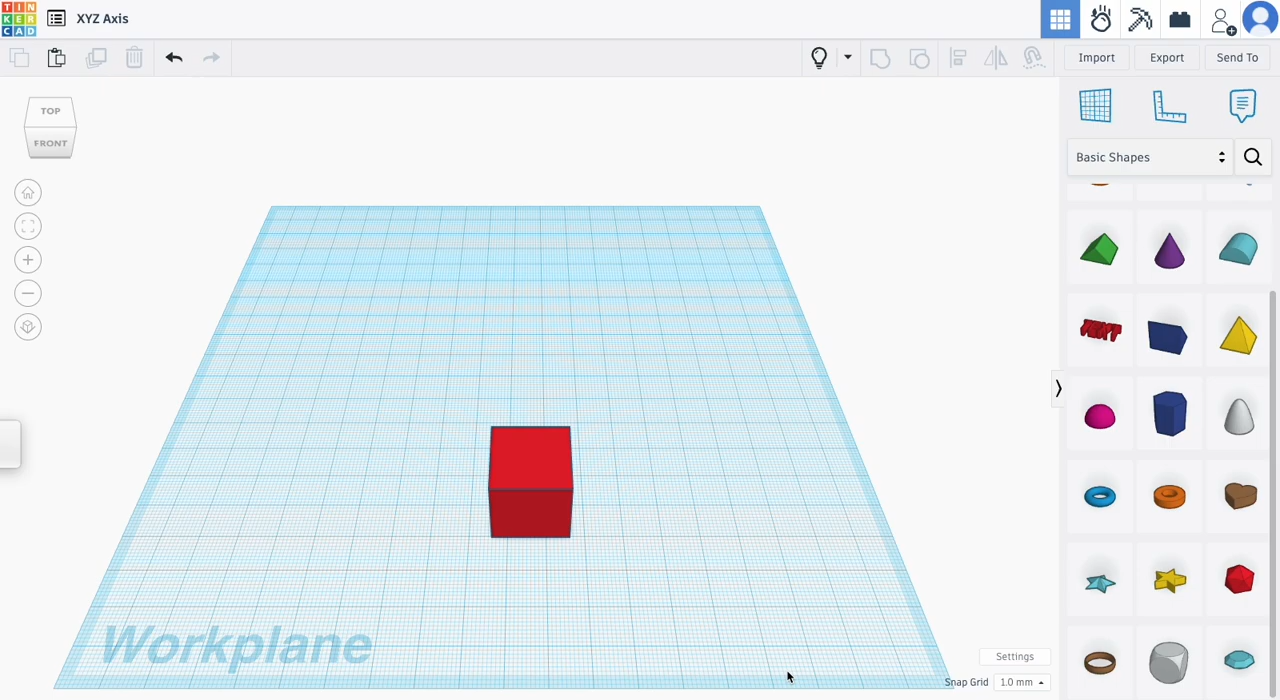 TIN
KER
CAD
XYZ Axis
Import
Export
Send To
TOP
FRONT
Basic Shapes
TEXT
Workplane
Settings
Snap Grid 1.0 mm